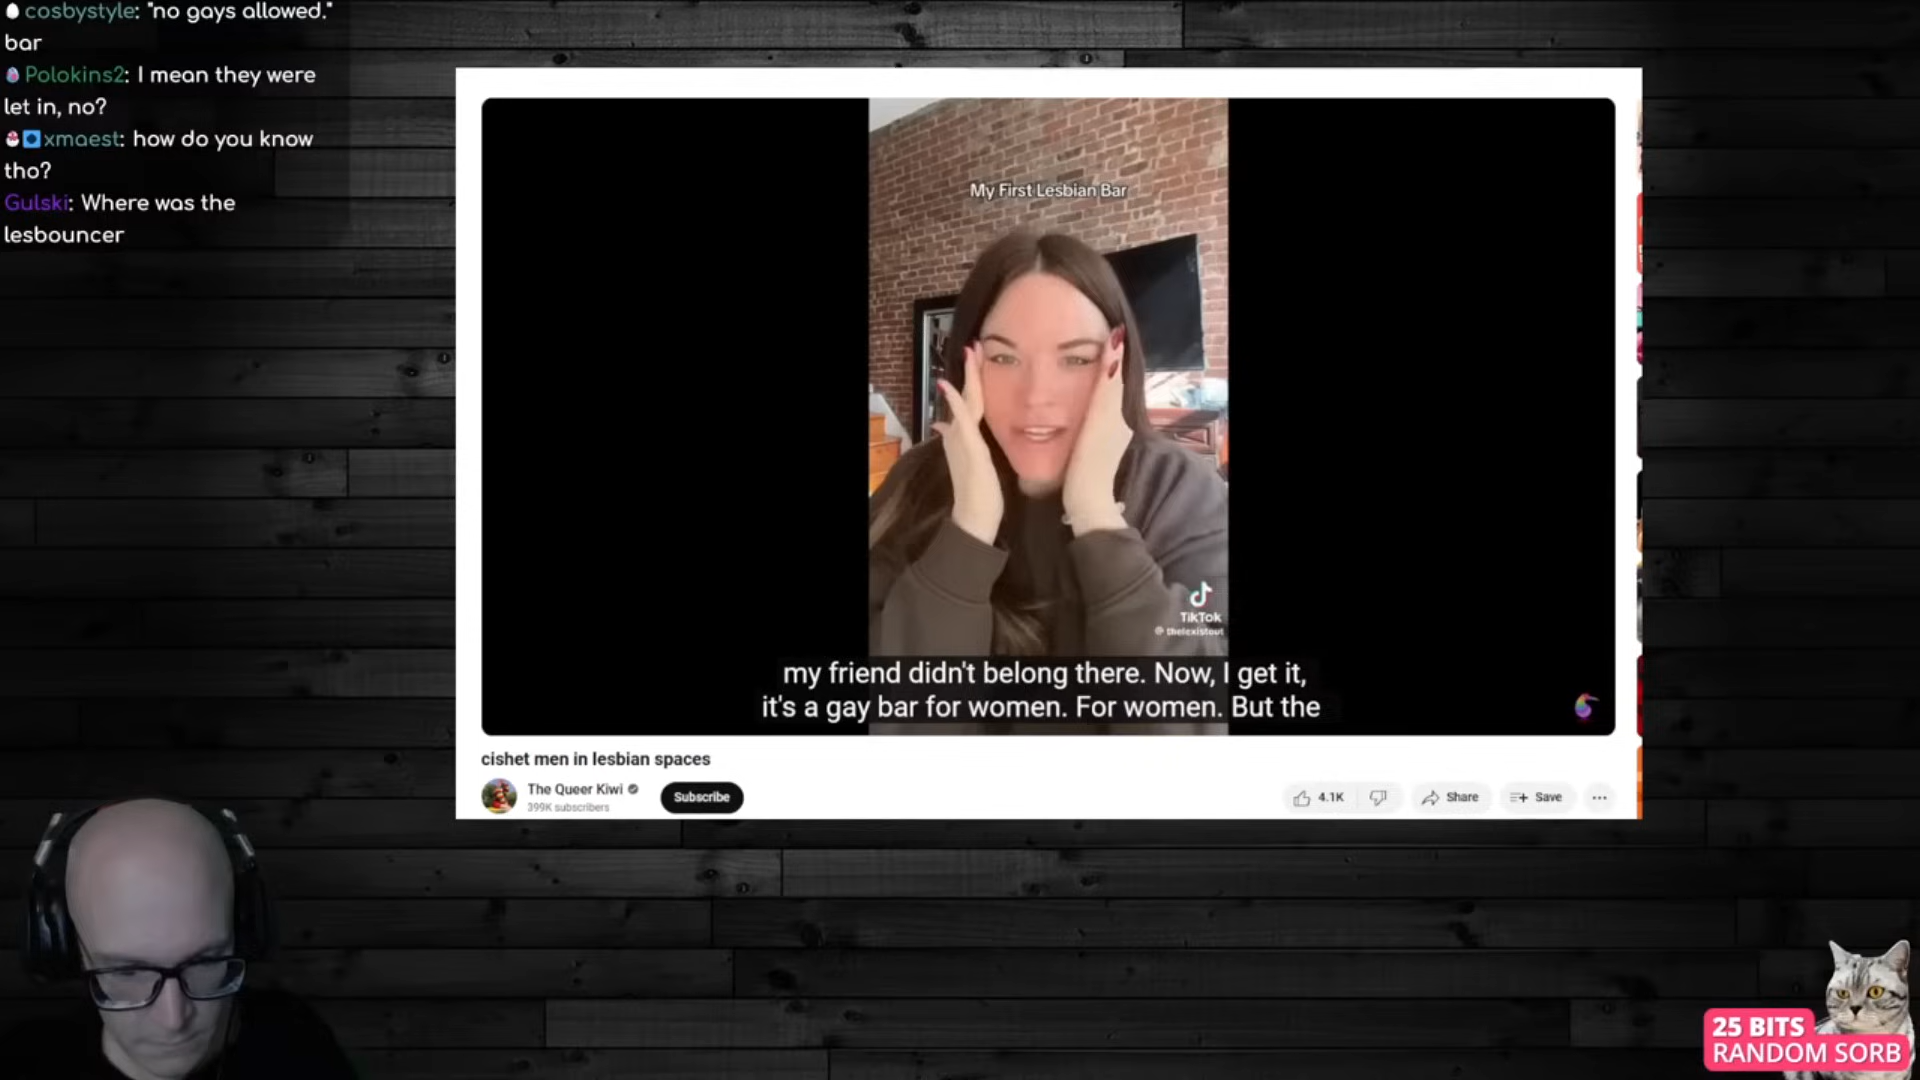 cosbystyle: "no gays allowed."
bar
Polokins2: I mean they were
let in, no?
xmaest: how do you know
tho?
Gulski: Where was the
lesbouncer
My First Lesbian Bar
TikTok
@thelexistout
my friend didn't belong there. Now, I get it,
it's a gay bar for women. For women. But the
cishet men in lesbian spaces
The Queer Kiwi
399K subscribers
Subscribe
4.1K
Share
Save
25 BITS
RANDOM SORB